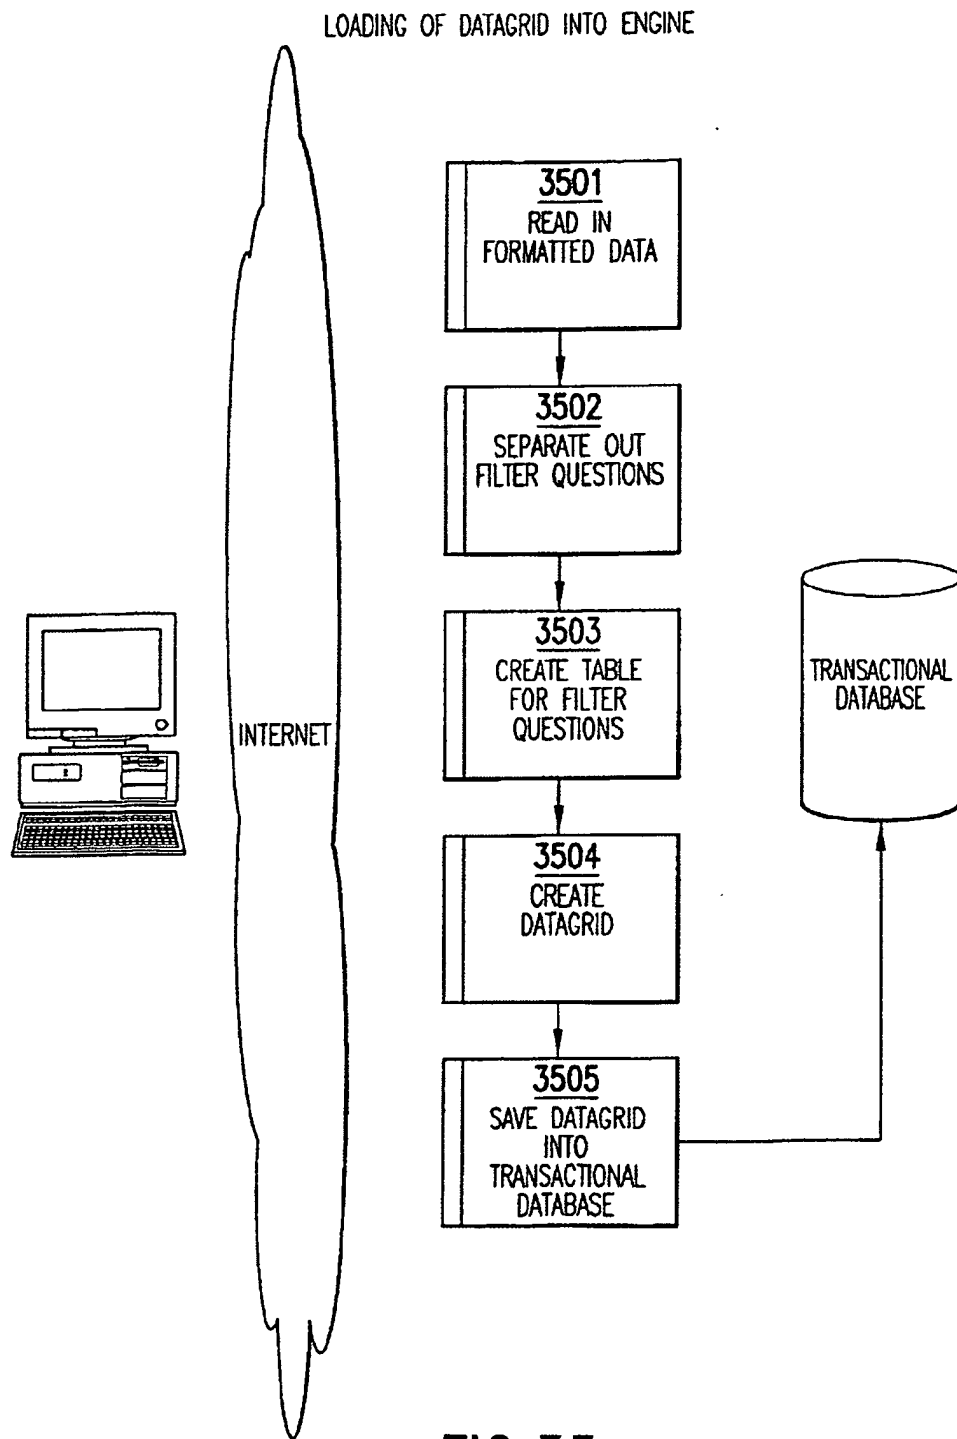 LOADING OF DATAGRID INTO ENGINE
3501
READ IN
FORMATTED DATA
3502
SEPARATE OUT
FILTER QUESTIONS
3503
CREATE TABLE
FOR FILTER
QUESTIONS
TRANSACTIONAL
DATABASE
INTERNET
3504
CREATE
DATAGRID
3505
SAVE DATAGRID
INTO
TRANSACTIONAL
DATABASE